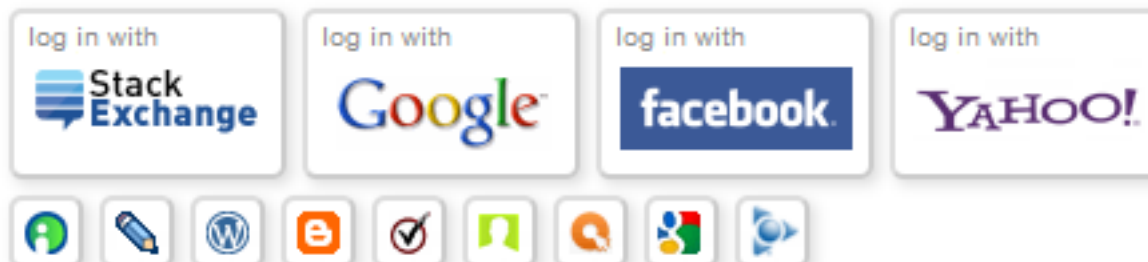 log in with
Stack
Exchange
log in with
Google
log in with
facebook
log in with
YAHOO!